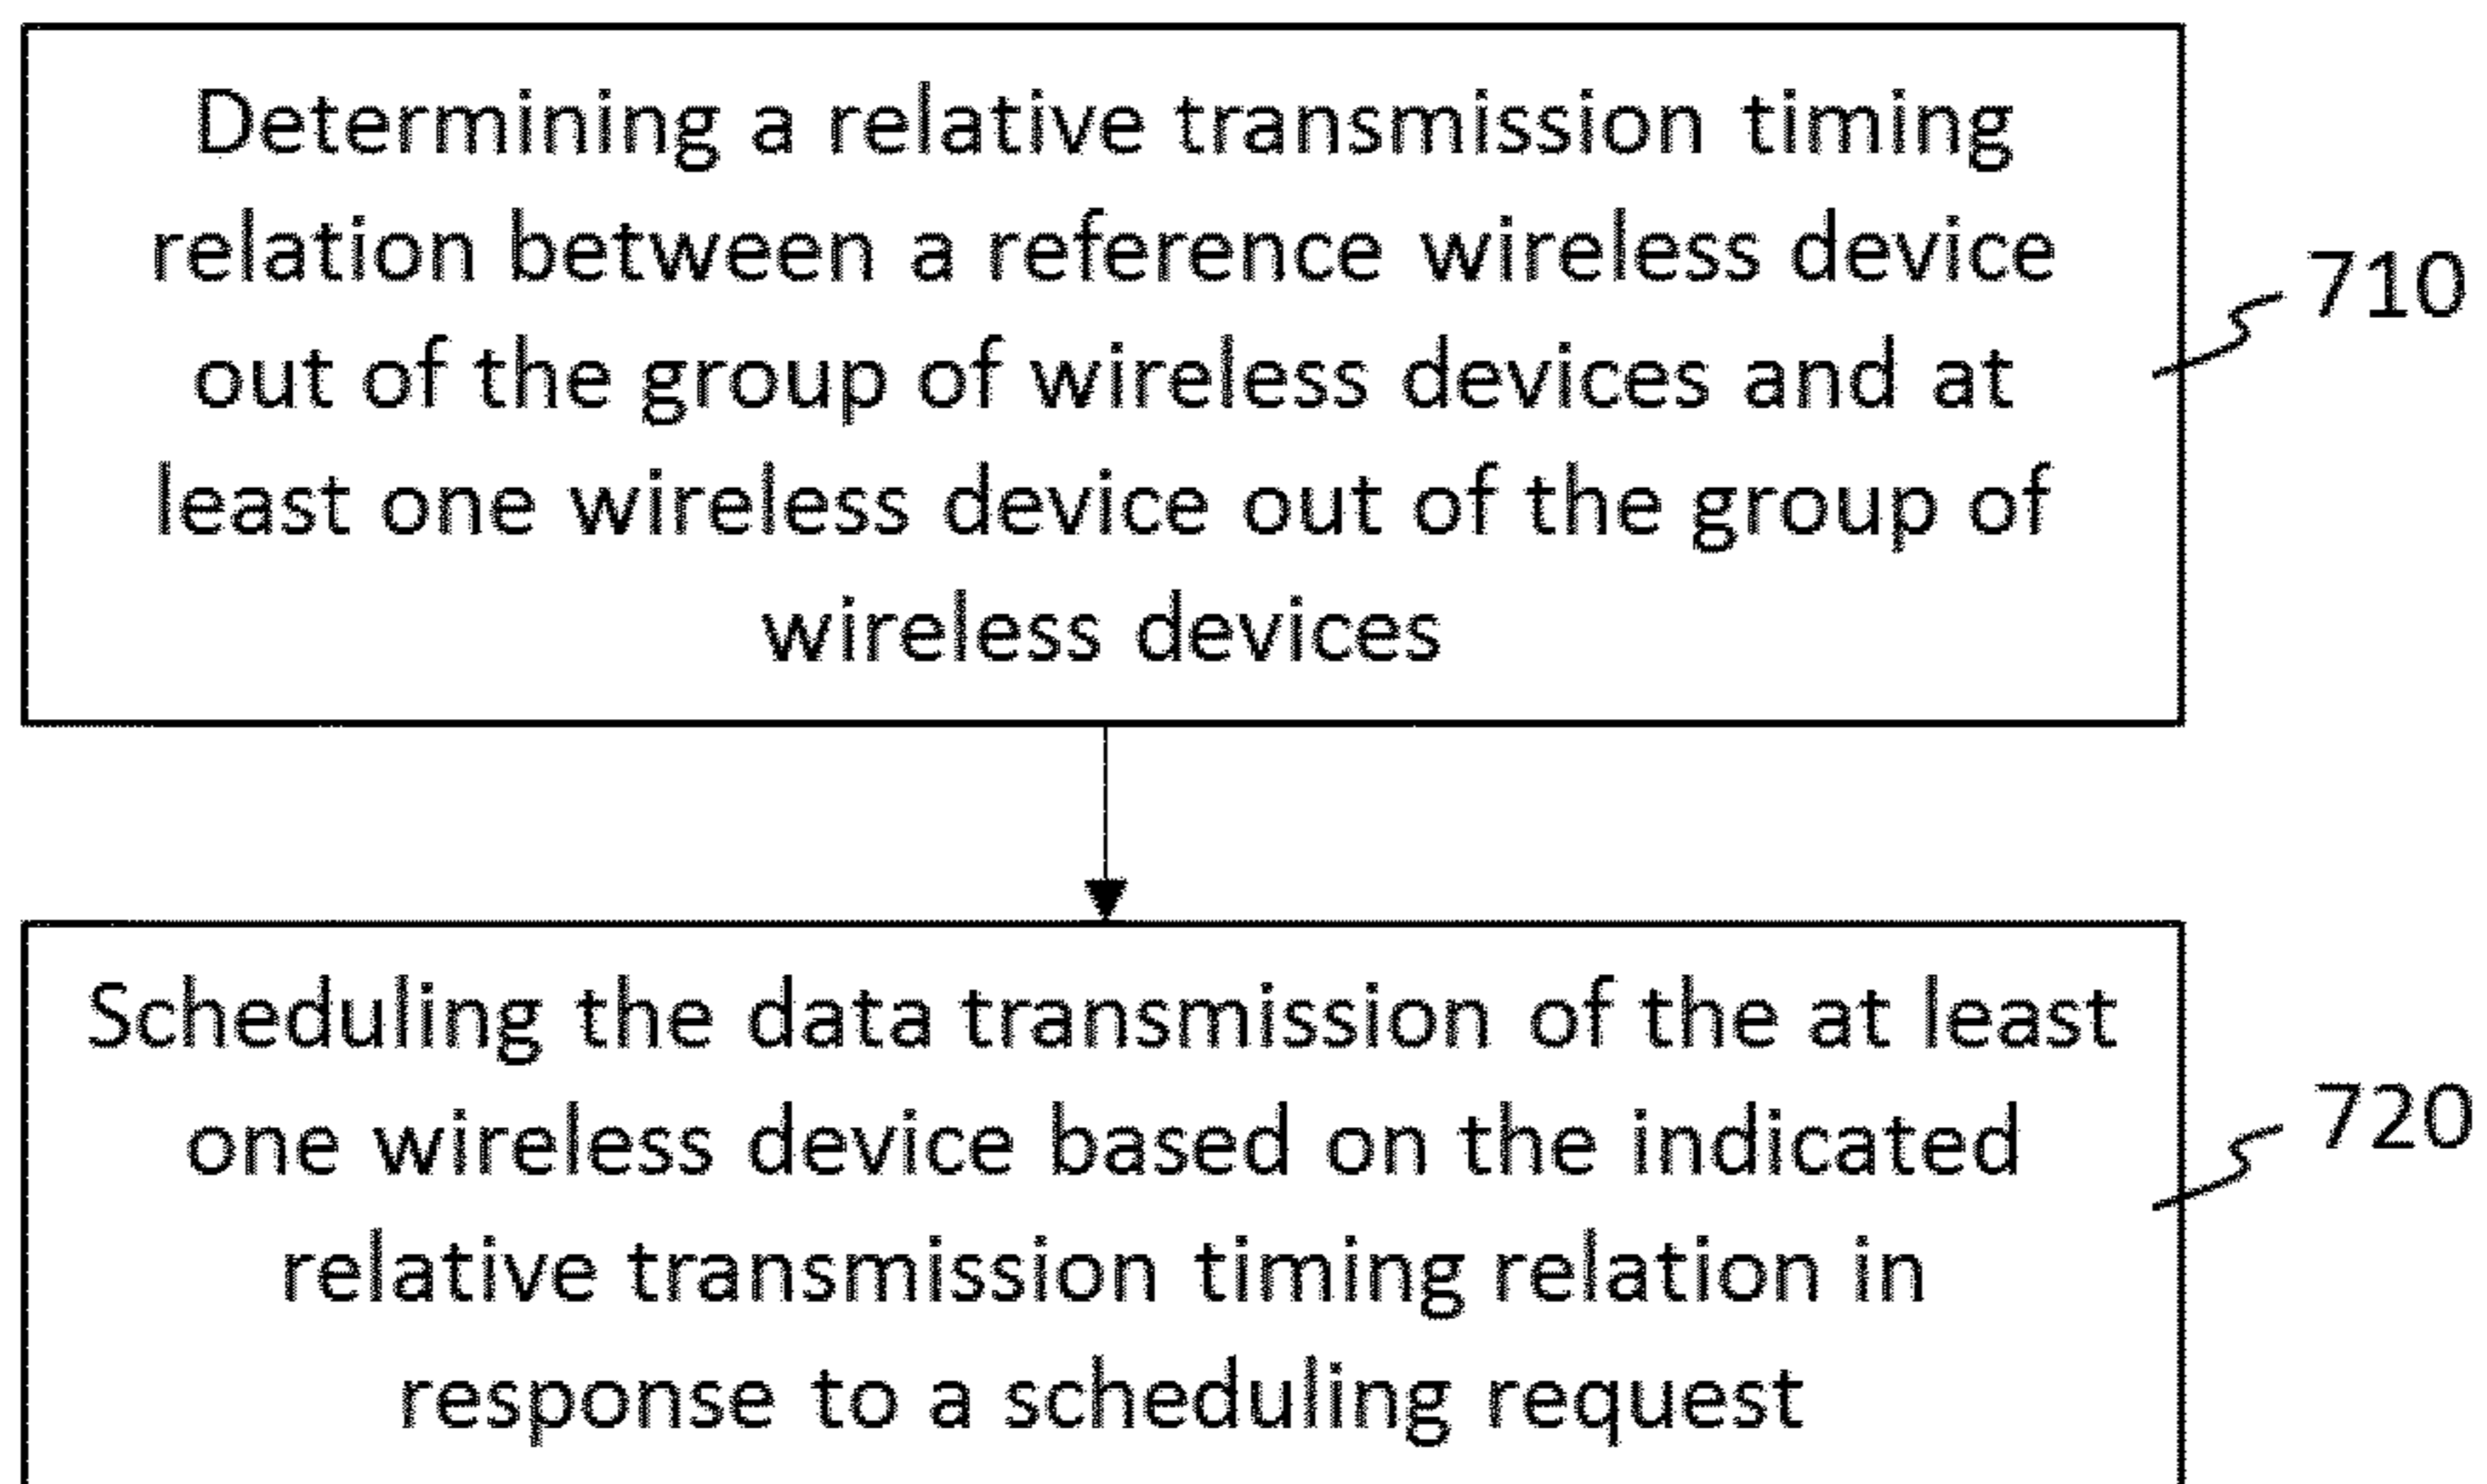 Determining a relative transmission timing
relation between a reference wireless device
out of the group of wireless devices and at
least one wireless device out of the group of
wireless devices
710
Scheduling the data transmission of the at least
one wireless device based on the indicated
relative transmission timing relation in
response to a scheduling request
720